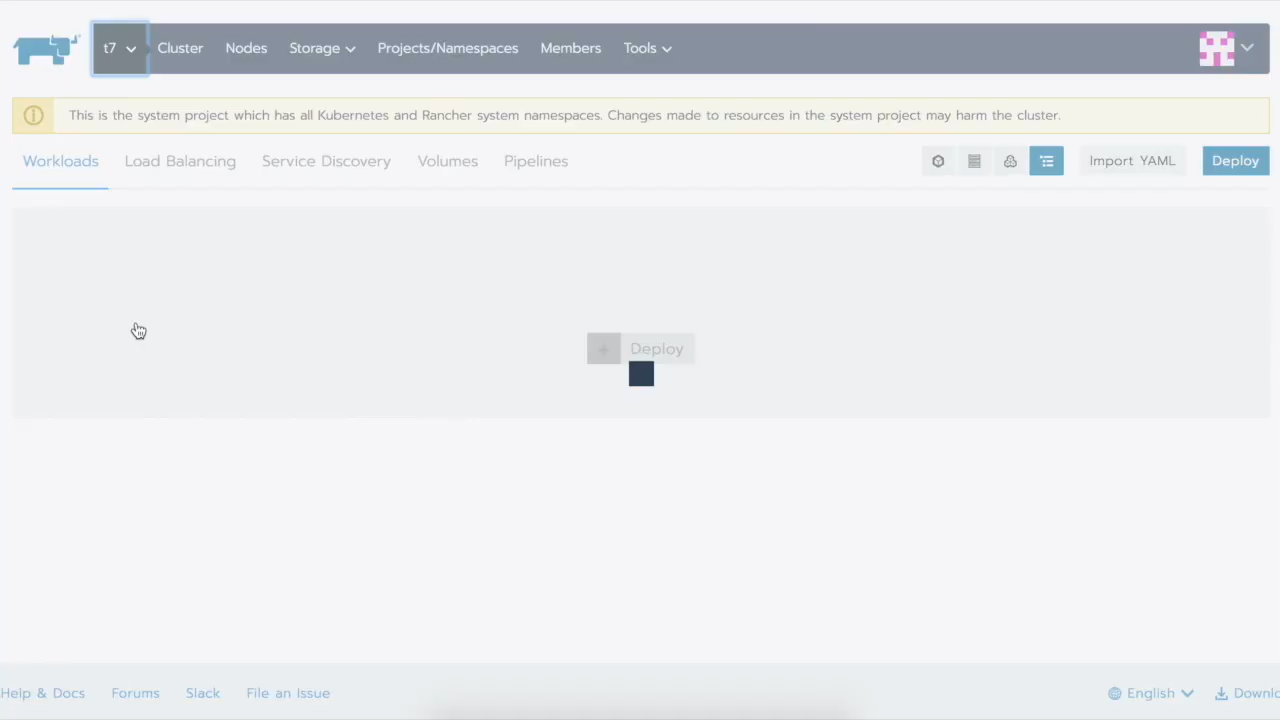 t7 Cluster Nodes Storage Projects/Namespaces Members Tools
This is the system project which has all Kubernetes and Rancher system namespaces. Changes made to resources in the system project may harm the cluster.
Workloads Load Balancing Service Discovery Volumes Pipelines Import YAML Deploy
+ Deploy
Help & Docs Forums Slack File an Issue English Downlo